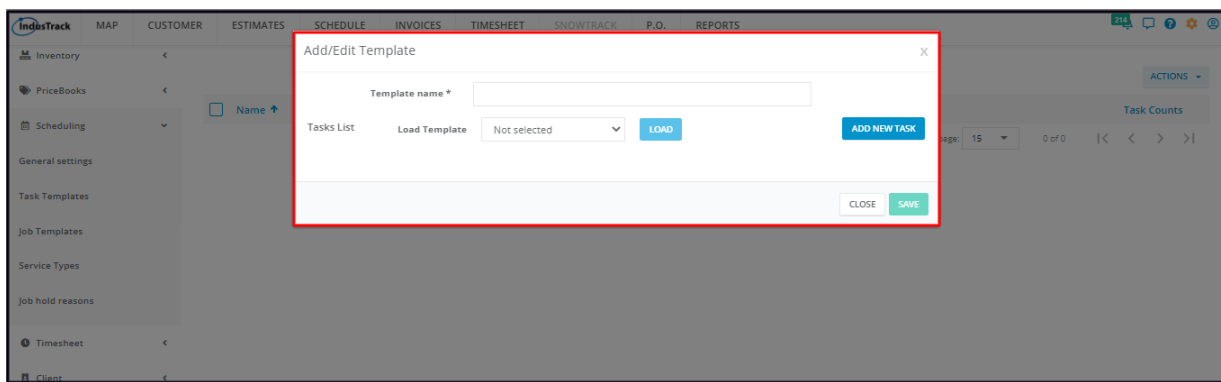 IndusTrack MAP CUSTOMER ESTIMATES SCHEDULE INVOICES TIMESHEET SNOWTRACK P.O. REPORTS 214
Inventory
PriceBooks
Scheduling
General settings
Task Templates
Job Templates
Service Types
Job hold reasons
Timesheet
Client
ACTIONS
Name Task Counts
page: 15 0 of 0
Add/Edit Template X
Template name *
Tasks List Load Template Not selected LOAD ADD NEW TASK
CLOSE SAVE